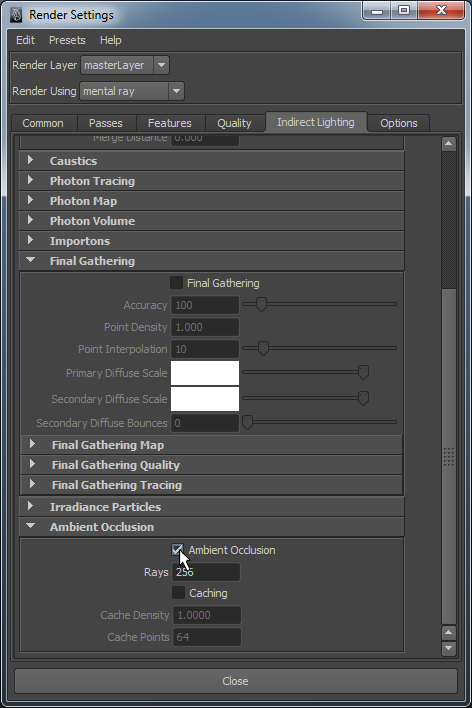 Render Settings
Edit Presets Help
Render Layer masterLayer
Render Using mental ray
Common Passes Features Quality Indirect Lighting Options
Merge Distance 0.000
Caustics
Photon Tracing
Photon Map
Photon Volume
Importons
Final Gathering
Final Gathering
Accuracy 100
Point Density 1.000
Point Interpolation 10
Primary Diffuse Scale
Secondary Diffuse Scale
Secondary Diffuse Bounces 0
Final Gathering Map
Final Gathering Quality
Final Gathering Tracing
Irradiance Particles
Ambient Occlusion
Ambient Occlusion
Rays 256
Caching
Cache Density 1.0000
Cache Points 64
Close